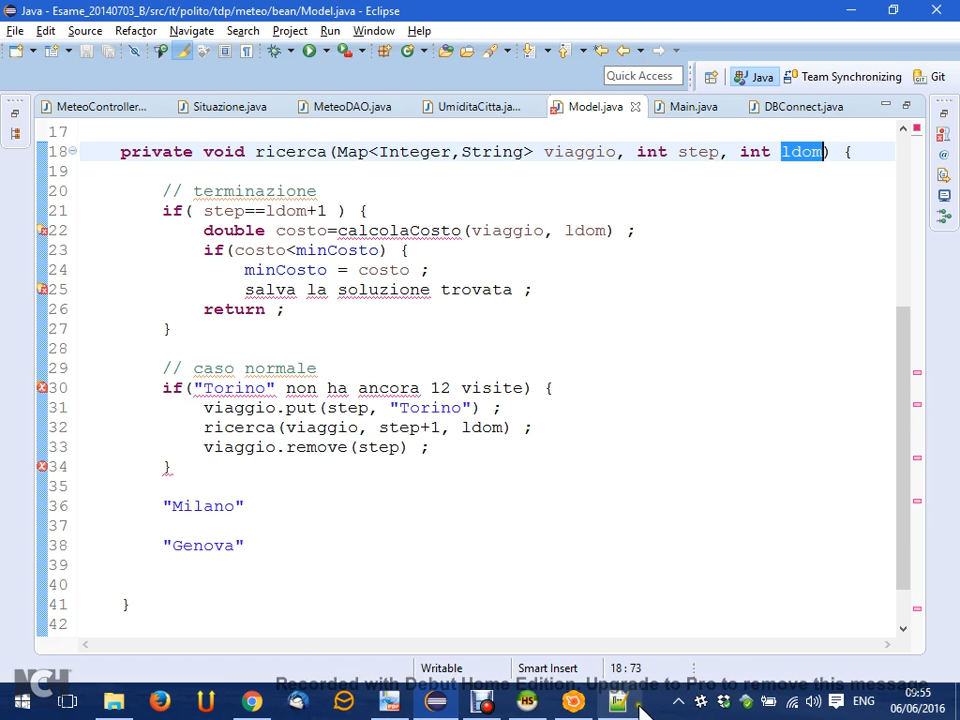 Java - Esame_20140703_B/src/it/polito/tdp/meteo/bean/Model.java - Eclipse
File Edit Source Refactor Navigate Search Project Run Window Help
Quick Access Java Team Synchronizing Git
MeteoController... Situazione.java MeteoDAO.java UmiditaCitta.ja... Model.java Main.java DBConnect.java
17
18 private void ricerca(Map<Integer,String> viaggio, int step, int ldom) {
19
20 // terminazione
21 if( step==ldom+1 ) {
22 double costo=calcolaCosto(viaggio, ldom) ;
23 if(costo<minCosto) {
24 minCosto = costo ;
25 salva la soluzione trovata ;
26 return ;
27 }
28
29 // caso normale
30 if("Torino" non ha ancora 12 visite) {
31 viaggio.put(step, "Torino") ;
32 ricerca(viaggio, step+1, ldom) ;
33 viaggio.remove(step) ;
34 }
35
36 "Milano"
37
38 "Genova"
39
40
41 }
42
Writable Smart Insert 18 : 73
NCH Recorded with Debut Home Edition. Upgrade to Pro to remove this message
HS ENG 09:55
06/06/2016